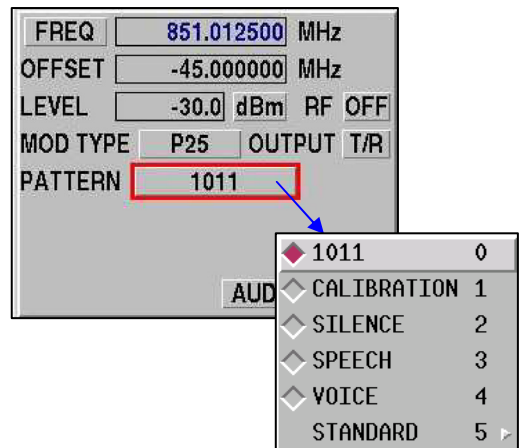 FREQ 851.012500 MHz
OFFSET -45.000000 MHz
LEVEL -30.0 dBm RF OFF
MOD TYPE P25 OUTPUT T/R
PATTERN 1011
AUD
1011 0
CALIBRATION 1
SILENCE 2
SPEECH 3
VOICE 4
STANDARD 5